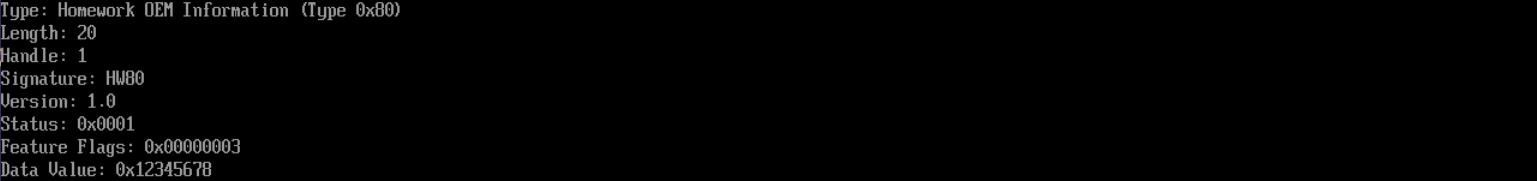 Type: Homework OEM Information (Type 0x80)
Length: 20
Handle: 1
Signature: HW80
Version: 1.0
Status: 0x0001
Feature Flags: 0x00000003
Data Value: 0x12345678